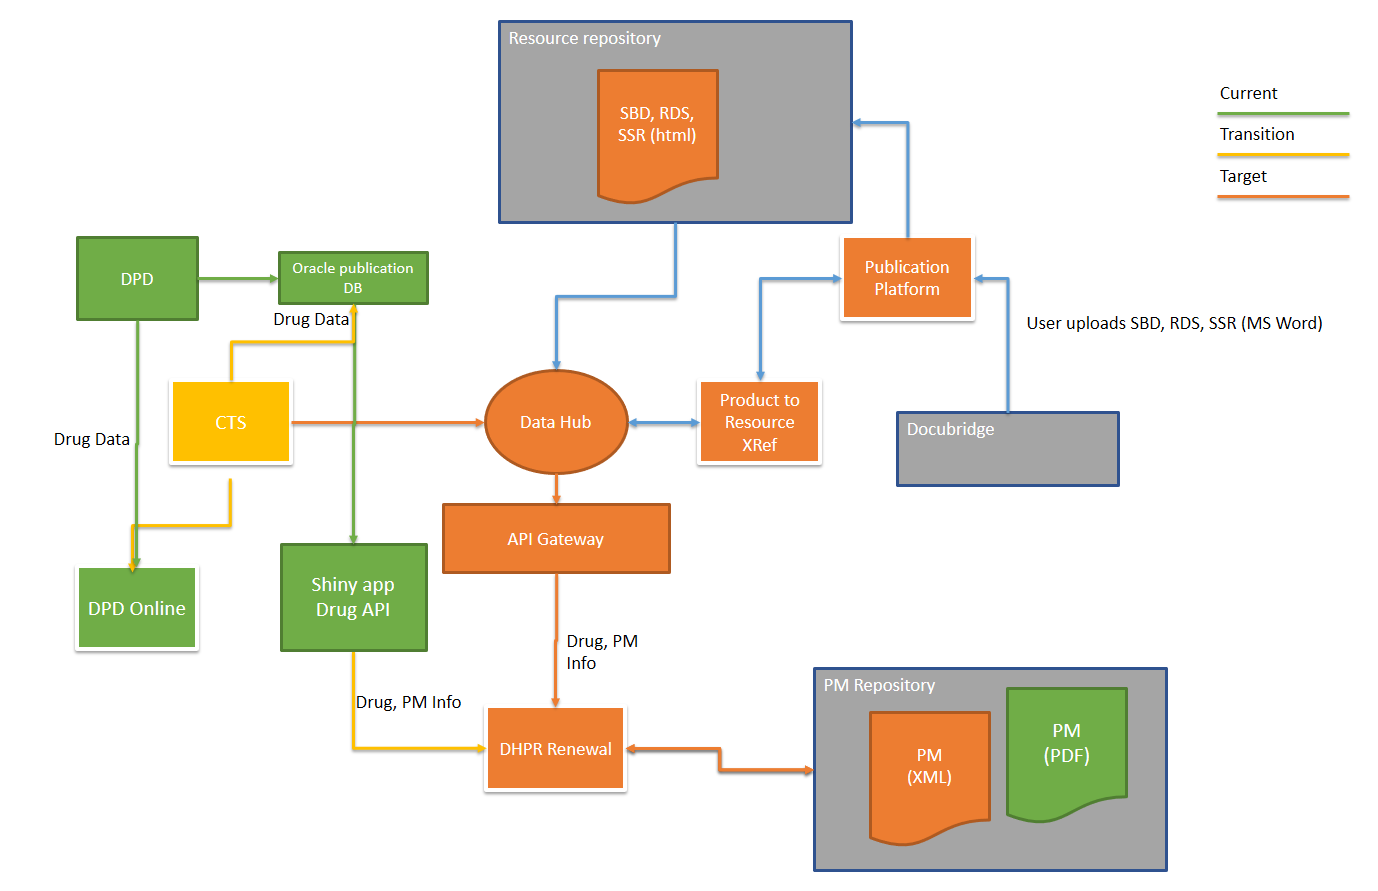 Resource repository
SBD, RDS,
SSR (html)
Current
Transition
Target
DPD
Oracle publication
DB
Drug Data
Publication
Platform
User uploads SBD, RDS, SSR (MS Word)
CTS
Drug Data
Data Hub
Product to
Resource
XRef
Docubridge
API Gateway
DPD Online
Shiny app
Drug API
Drug, PM
Info
Drug, PM Info
DHPR Renewal
PM Repository
PM
(XML)
PM
(PDF)